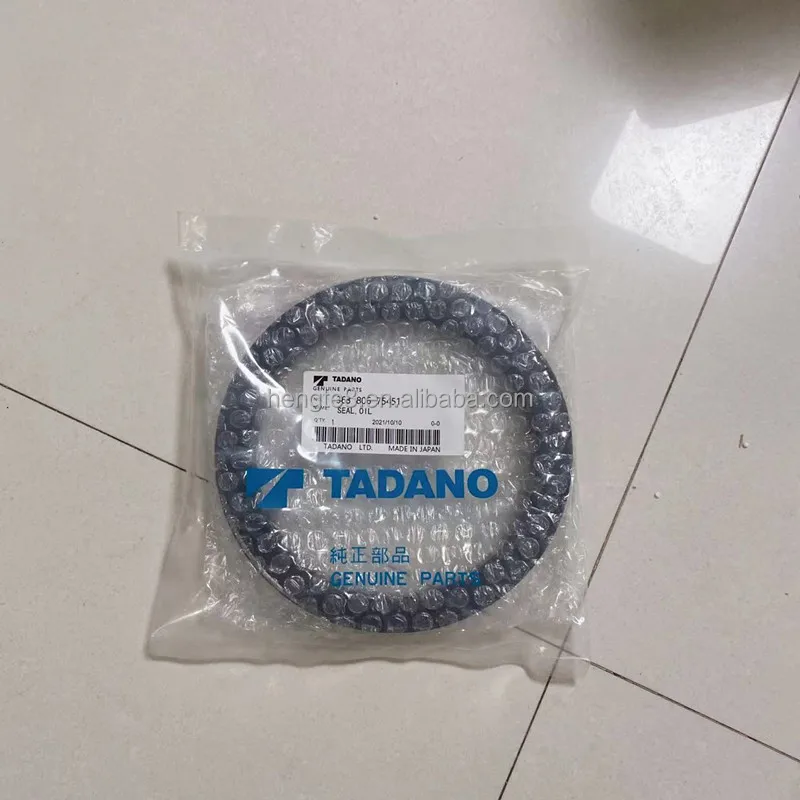 TADANO
GENUINE PARTS
SEAL, OIL
Q'TY 1 2021/10/10 0-0
TADANO LTD. MADE IN JAPAN
TADANO
純正部品
GENUINE PARTS